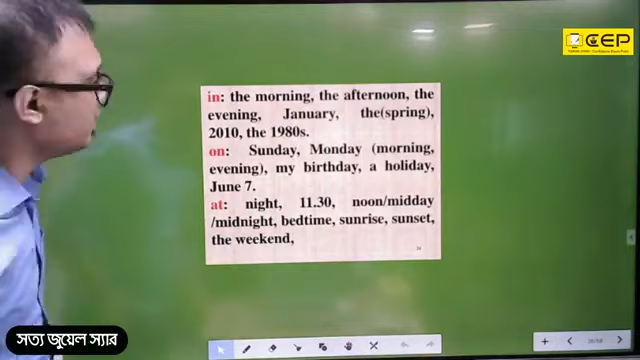 CEP
in: the morning, the afternoon, the
evening, January, the(spring),
2010, the 1980s.
on: Sunday, Monday (morning,
evening), my birthday, a holiday,
June 7.
at: night, 11.30, noon/midday
/midnight, bedtime, sunrise, sunset,
the weekend,
সত্য জুয়েল স্যার